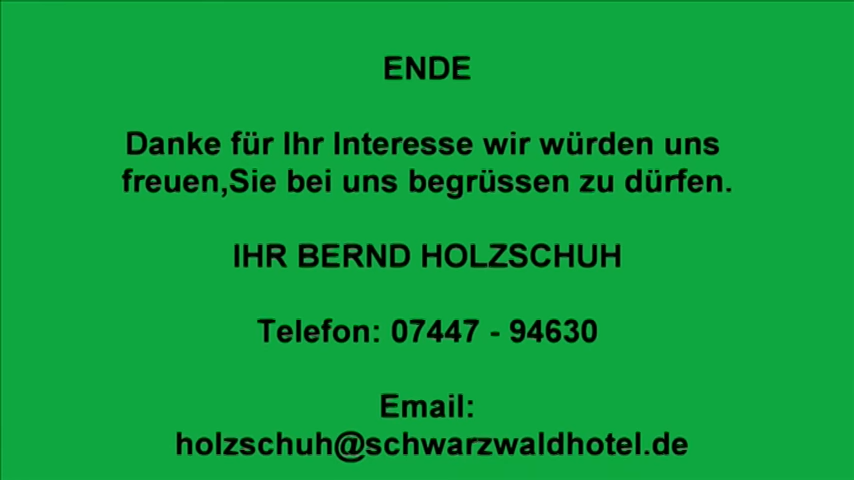 ENDE
Danke für Ihr Interesse wir würden uns
freuen,Sie bei uns begrüssen zu dürfen.
IHR BERND HOLZSCHUH
Telefon: 07447 - 94630
Email:
holzschuh@schwarzwaldhotel.de